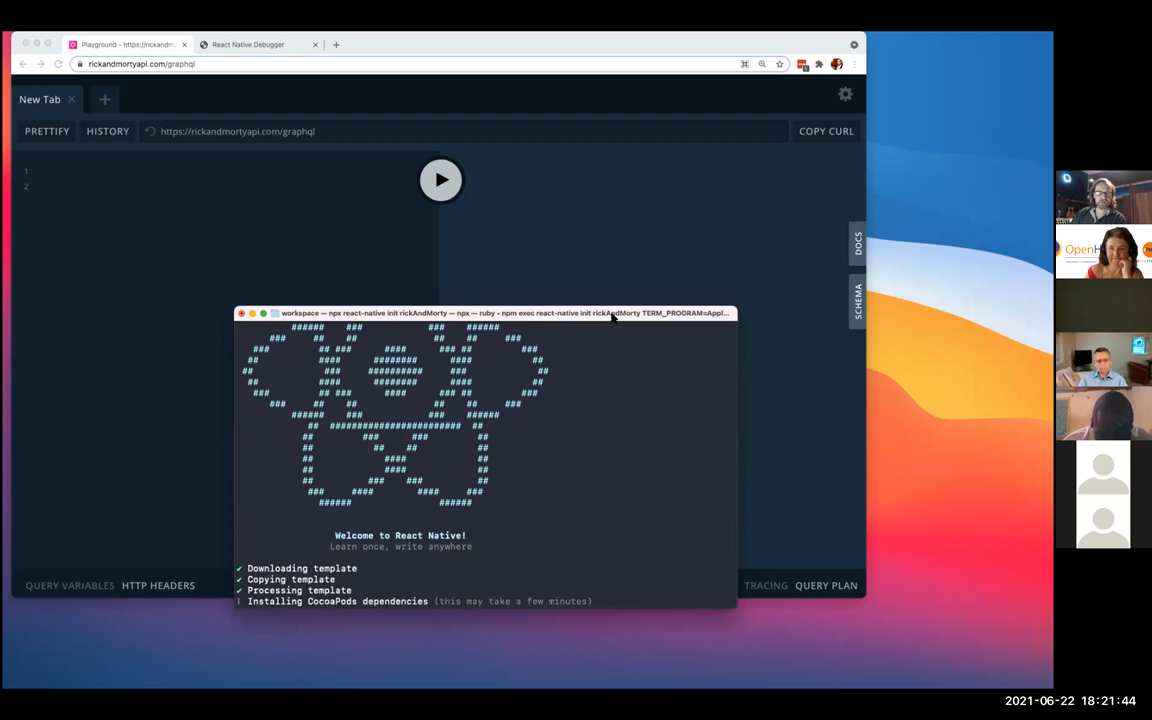 Playground - https://rickandm
React Native Debugger
rickandmortyapi.com/graphql
New Tab
PRETTIFY
HISTORY
https://rickandmortyapi.com/graphql
COPY CURL
1
2
DOCS
SCHEMA
OpenH
workspace — npx react-native init rickAndMorty — npx — ruby • npm exec react-native init rickAndMorty TERM_PROGRAM=Appl...
Welcome to React Native!
Learn once, write anywhere
✔ Downloading template
✔ Copying template
✔ Processing template
Installing CocoaPods dependencies (this may take a few minutes)
QUERY VARIABLES
HTTP HEADERS
TRACING
QUERY PLAN
2021-06-22 18:21:44